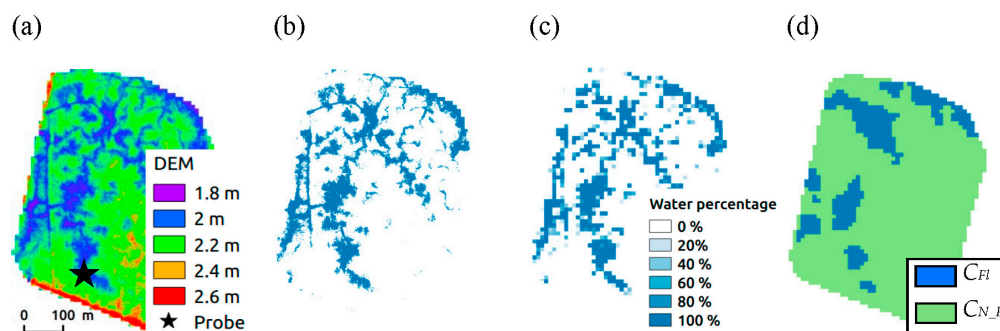 (a)
(b)
(c)
(d)
DEM
1.8 m
2 m
2.2 m
2.4 m
2.6 m
Probe
0 100 m
Water percentage
0 %
20%
40 %
60 %
80 %
100 %
C_Fl